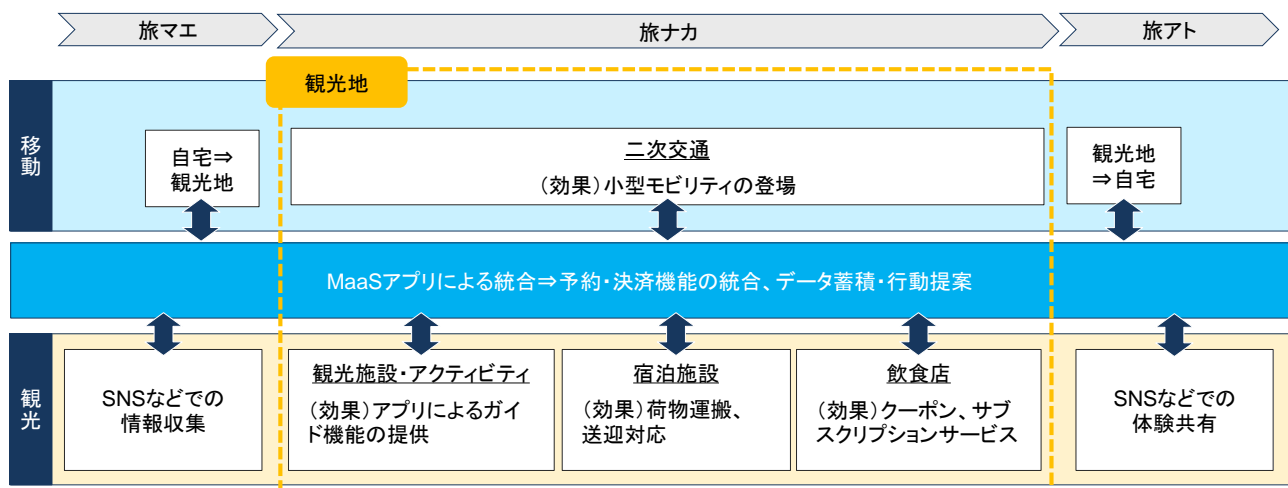 旅マエ
旅ナカ
旅アト
観光地
移動
自宅⇒
観光地
二次交通
(効果)小型モビリティの登場
観光地
⇒自宅
MaaSアプリによる統合⇒予約・決済機能の統合、データ蓄積・行動提案
観光
SNSなどでの
情報収集
観光施設・アクティビティ
(効果)アプリによるガイ
ド機能の提供
宿泊施設
(効果)荷物運搬、
送迎対応
飲食店
(効果)クーポン、サブ
スクリプションサービス
SNSなどでの
体験共有